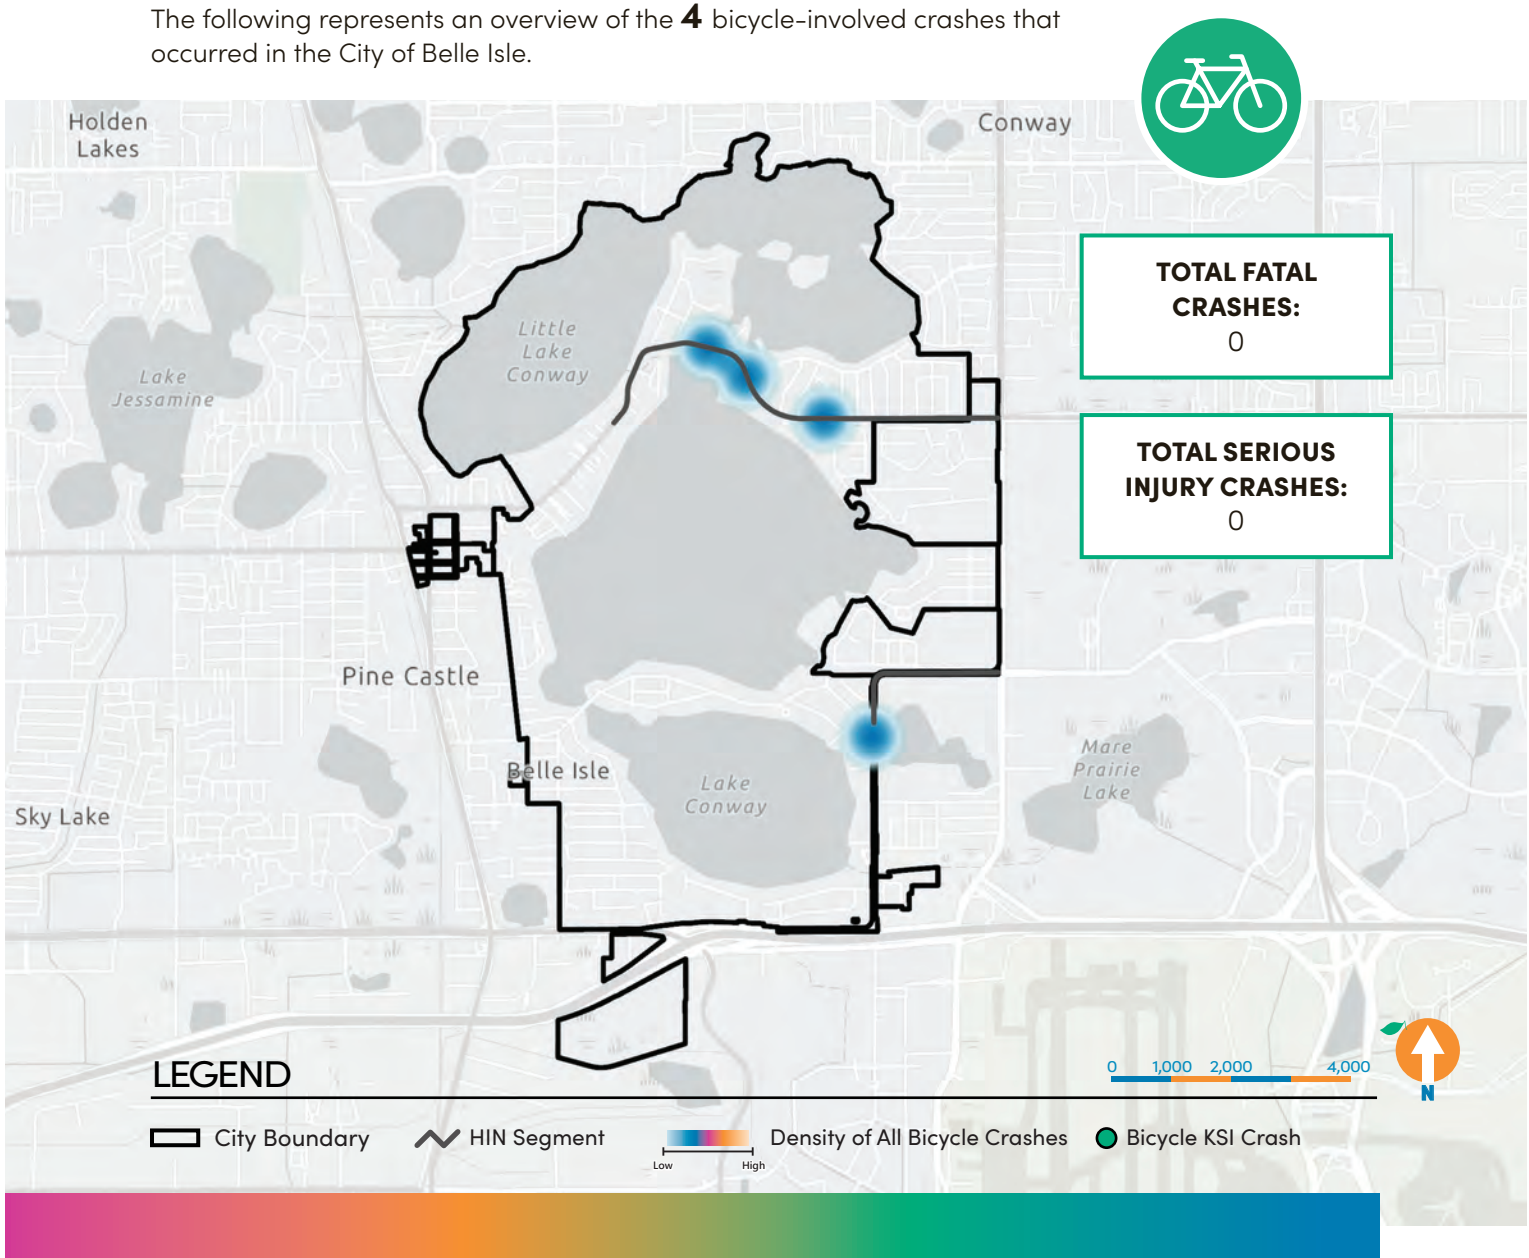 The following represents an overview of the 4 bicycle-involved crashes that
occurred in the City of Belle Isle.
Holden
Lakes
Conway
TOTAL FATAL
CRASHES:
0
Little
Lake
Conway
Lake
Jessamine
TOTAL SERIOUS
INJURY CRASHES:
0
Pine Castle
Belle Isle
Lake
Conway
Mare
Prairie
Lake
Sky Lake
LEGEND
0 1,000 2,000 4,000
N
City Boundary
HIN Segment
Density of All Bicycle Crashes
Low High
Bicycle KSI Crash